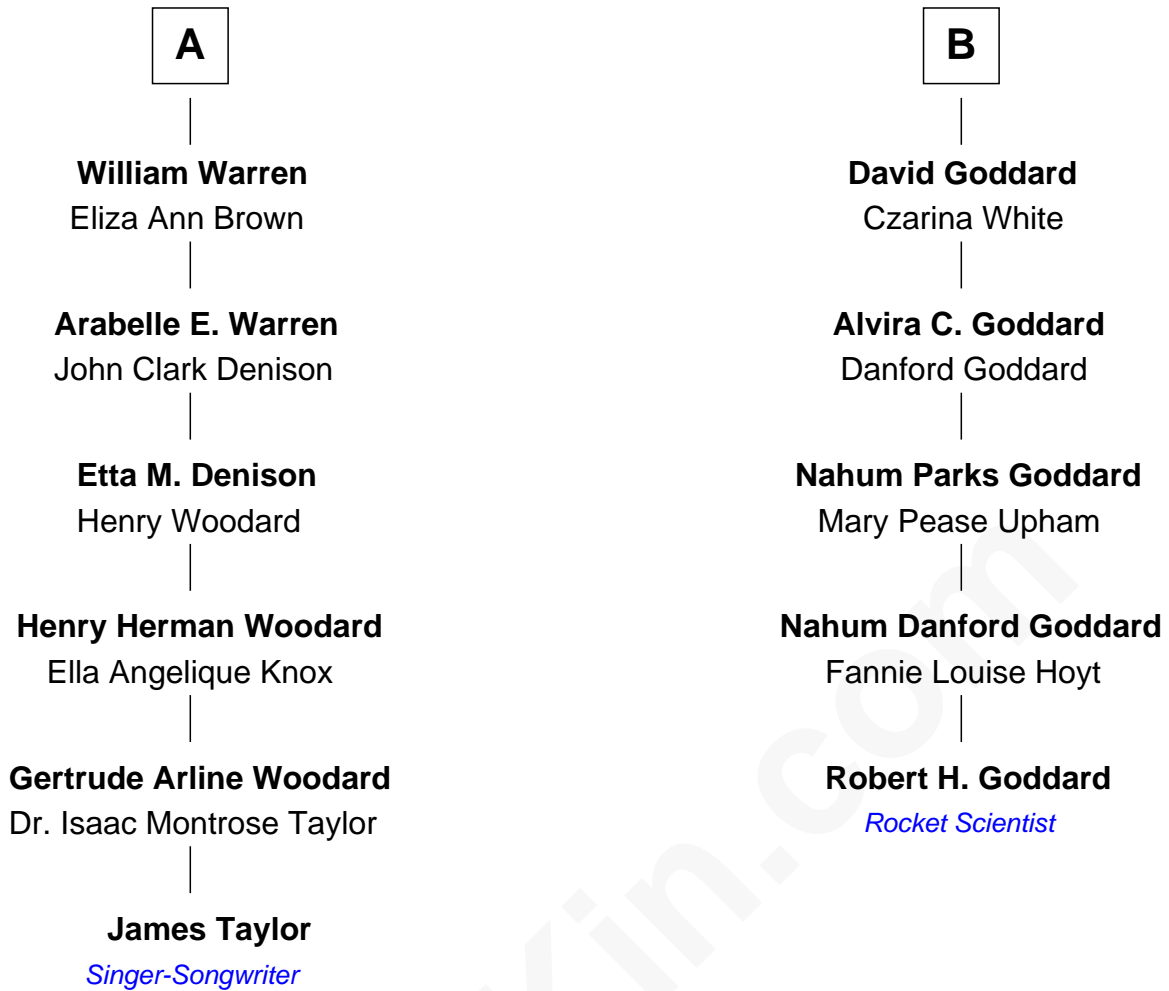 A
William Warren
Eliza Ann Brown
Arabelle E. Warren
John Clark Denison
Etta M. Denison
Henry Woodard
Henry Herman Woodard
Ella Angelique Knox
Gertrude Arline Woodard
Dr. Isaac Montrose Taylor
James Taylor
Singer-Songwriter
B
David Goddard
Czarina White
Alvira C. Goddard
Danford Goddard
Nahum Parks Goddard
Mary Pease Upham
Nahum Danford Goddard
Fannie Louise Hoyt
Robert H. Goddard
Rocket Scientist